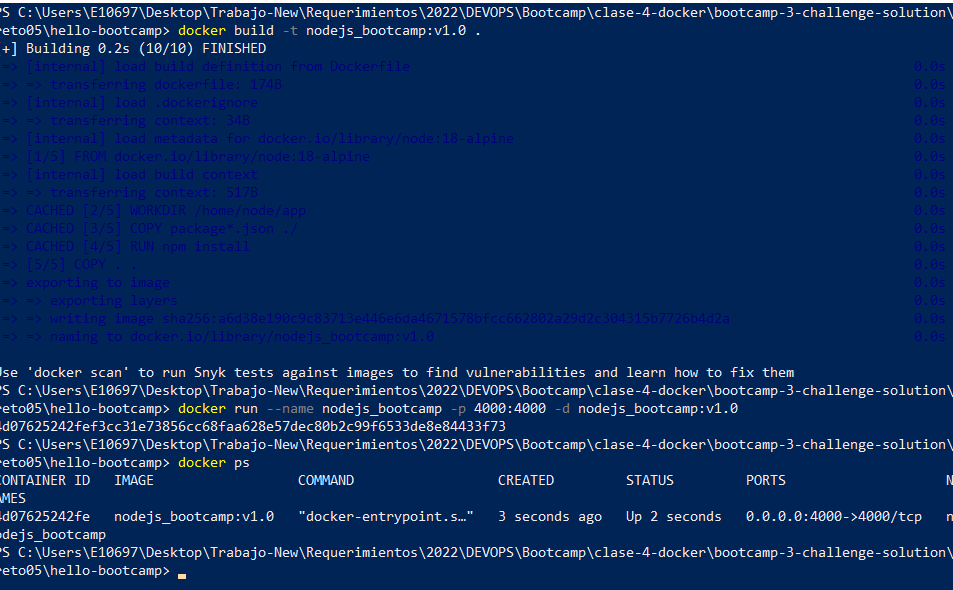 PS C:\Users\E10697\Desktop\Trabajo-New\Requerimientos\2022\DEVOPS\Bootcamp\clase-4-docker\bootcamp-3-challenge-solution\
reto05\hello-bootcamp> docker build -t nodejs_bootcamp:v1.0 .
[+] Building 0.2s (10/10) FINISHED
=> [internal] load build definition from Dockerfile 0.0s
=> => transferring dockerfile: 174B 0.0s
=> [internal] load .dockerignore 0.0s
=> => transferring context: 34B 0.0s
=> [internal] load metadata for docker.io/library/node:18-alpine 0.0s
=> [1/5] FROM docker.io/library/node:18-alpine 0.0s
=> [internal] load build context 0.0s
=> => transferring context: 517B 0.0s
=> CACHED [2/5] WORKDIR /home/node/app 0.0s
=> CACHED [3/5] COPY package*.json ./ 0.0s
=> CACHED [4/5] RUN npm install 0.0s
=> [5/5] COPY . . 0.0s
=> exporting to image 0.0s
=> => exporting layers 0.0s
=> => writing image sha256:a6d38e190c9c83713e446e6da4671578bfcc662802a29d2c304315b7726b4d2a 0.0s
=> => naming to docker.io/library/nodejs_bootcamp:v1.0 0.0s
Use 'docker scan' to run Snyk tests against images to find vulnerabilities and learn how to fix them
PS C:\Users\E10697\Desktop\Trabajo-New\Requerimientos\2022\DEVOPS\Bootcamp\clase-4-docker\bootcamp-3-challenge-solution\
reto05\hello-bootcamp> docker run --name nodejs_bootcamp -p 4000:4000 -d nodejs_bootcamp:v1.0
4d07625242fef3cc31e73856cc68faa628e57dec80b2c99f6533de8e84433f73
PS C:\Users\E10697\Desktop\Trabajo-New\Requerimientos\2022\DEVOPS\Bootcamp\clase-4-docker\bootcamp-3-challenge-solution\
reto05\hello-bootcamp> docker ps
CONTAINER ID IMAGE COMMAND CREATED STATUS PORTS N
AMES
4d07625242fe nodejs_bootcamp:v1.0 "docker-entrypoint.s…" 3 seconds ago Up 2 seconds 0.0.0.0:4000->4000/tcp n
odejs_bootcamp
PS C:\Users\E10697\Desktop\Trabajo-New\Requerimientos\2022\DEVOPS\Bootcamp\clase-4-docker\bootcamp-3-challenge-solution\
reto05\hello-bootcamp>